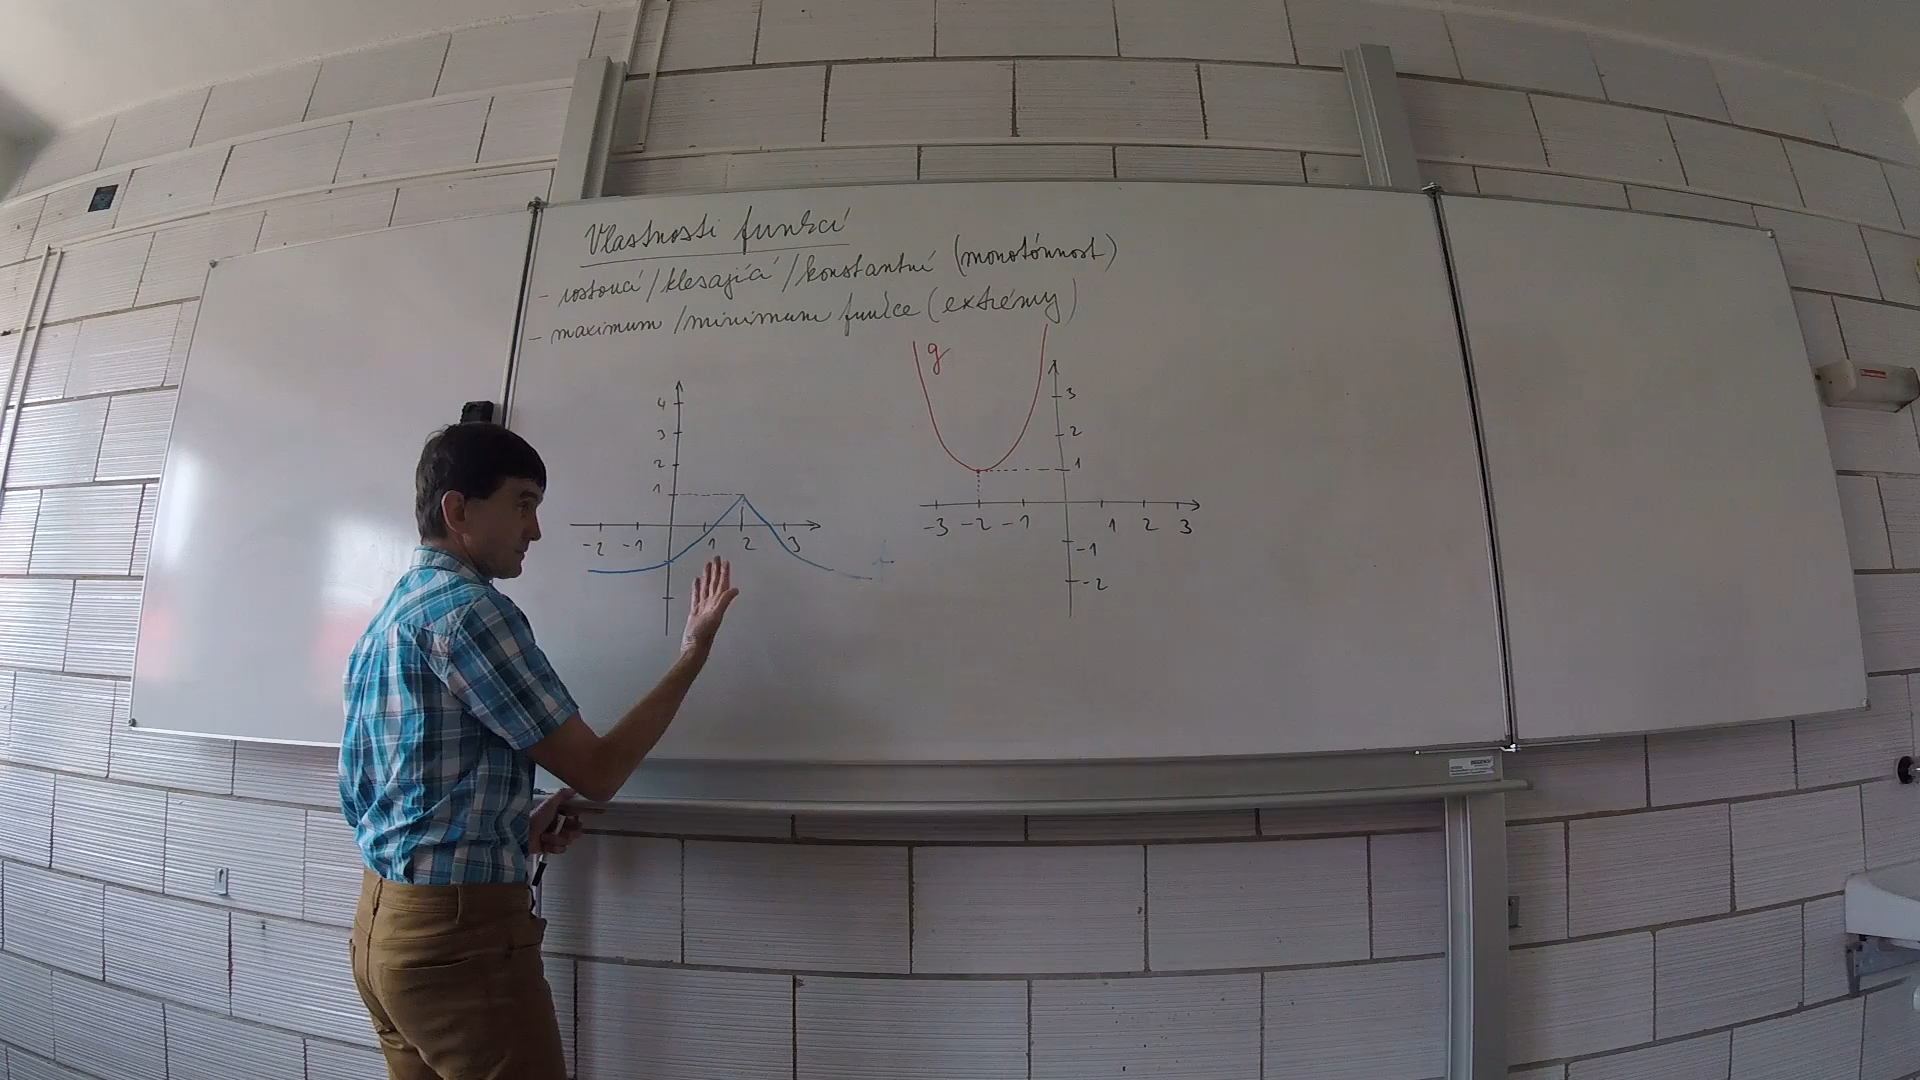 Vlastnosti funkcí
- rostoucí/klesající/konstantní (monotónnost)
- maximum/minimum funkce (extrémy)
g
4
3
2
1
-2 -1 1 2 3
f
3
2
1
-3 -2 -1 1 2 3
-1
-2